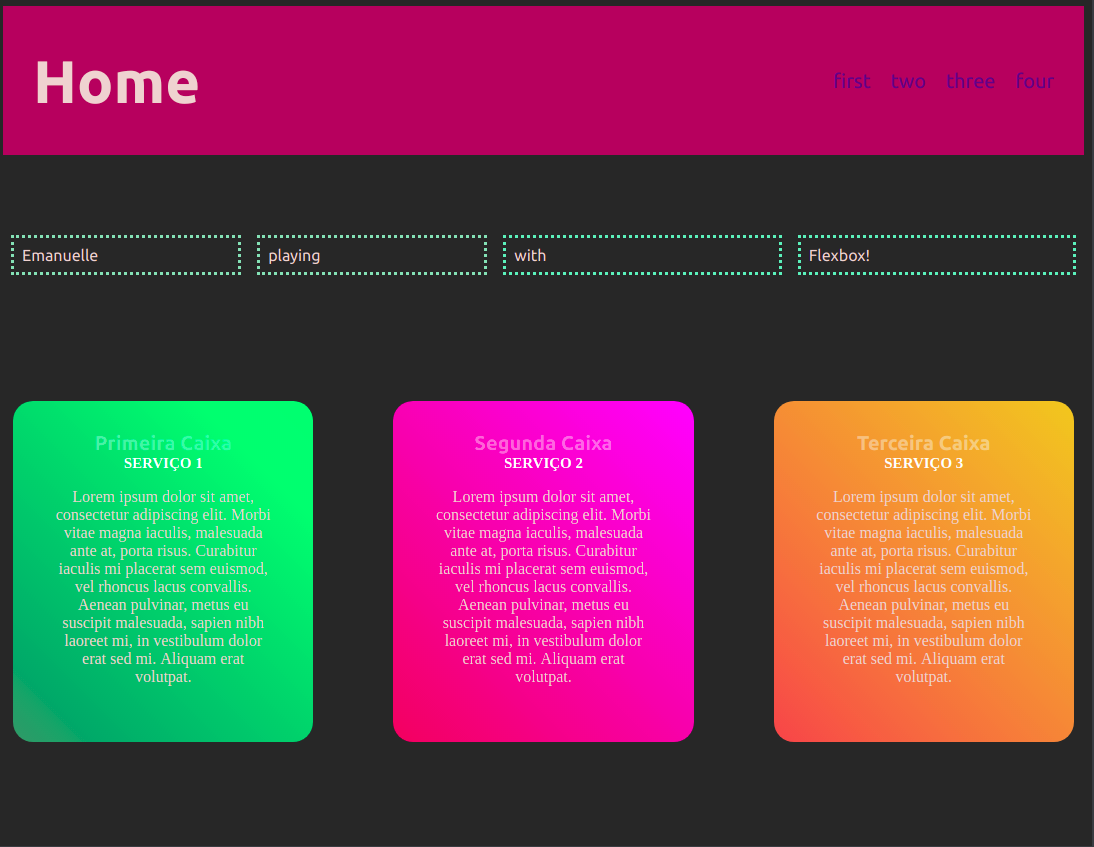 Home
first two three four
Emanuelle playing with Flexbox!
Primeira Caixa
SERVIÇO 1
Lorem ipsum dolor sit amet,
consectetur adipiscing elit. Morbi
vitae magna iaculis, malesuada
ante at, porta risus. Curabitur
iaculis mi placerat sem euismod,
vel rhoncus lacus convallis.
Aenean pulvinar, metus eu
suscipit malesuada, sapien nibh
laoreet mi, in vestibulum dolor
erat sed mi. Aliquam erat
volutpat.
Segunda Caixa
SERVIÇO 2
Lorem ipsum dolor sit amet,
consectetur adipiscing elit. Morbi
vitae magna iaculis, malesuada
ante at, porta risus. Curabitur
iaculis mi placerat sem euismod,
vel rhoncus lacus convallis.
Aenean pulvinar, metus eu
suscipit malesuada, sapien nibh
laoreet mi, in vestibulum dolor
erat sed mi. Aliquam erat
volutpat.
Terceira Caixa
SERVIÇO 3
Lorem ipsum dolor sit amet,
consectetur adipiscing elit. Morbi
vitae magna iaculis, malesuada
ante at, porta risus. Curabitur
iaculis mi placerat sem euismod,
vel rhoncus lacus convallis.
Aenean pulvinar, metus eu
suscipit malesuada, sapien nibh
laoreet mi, in vestibulum dolor
erat sed mi. Aliquam erat
volutpat.